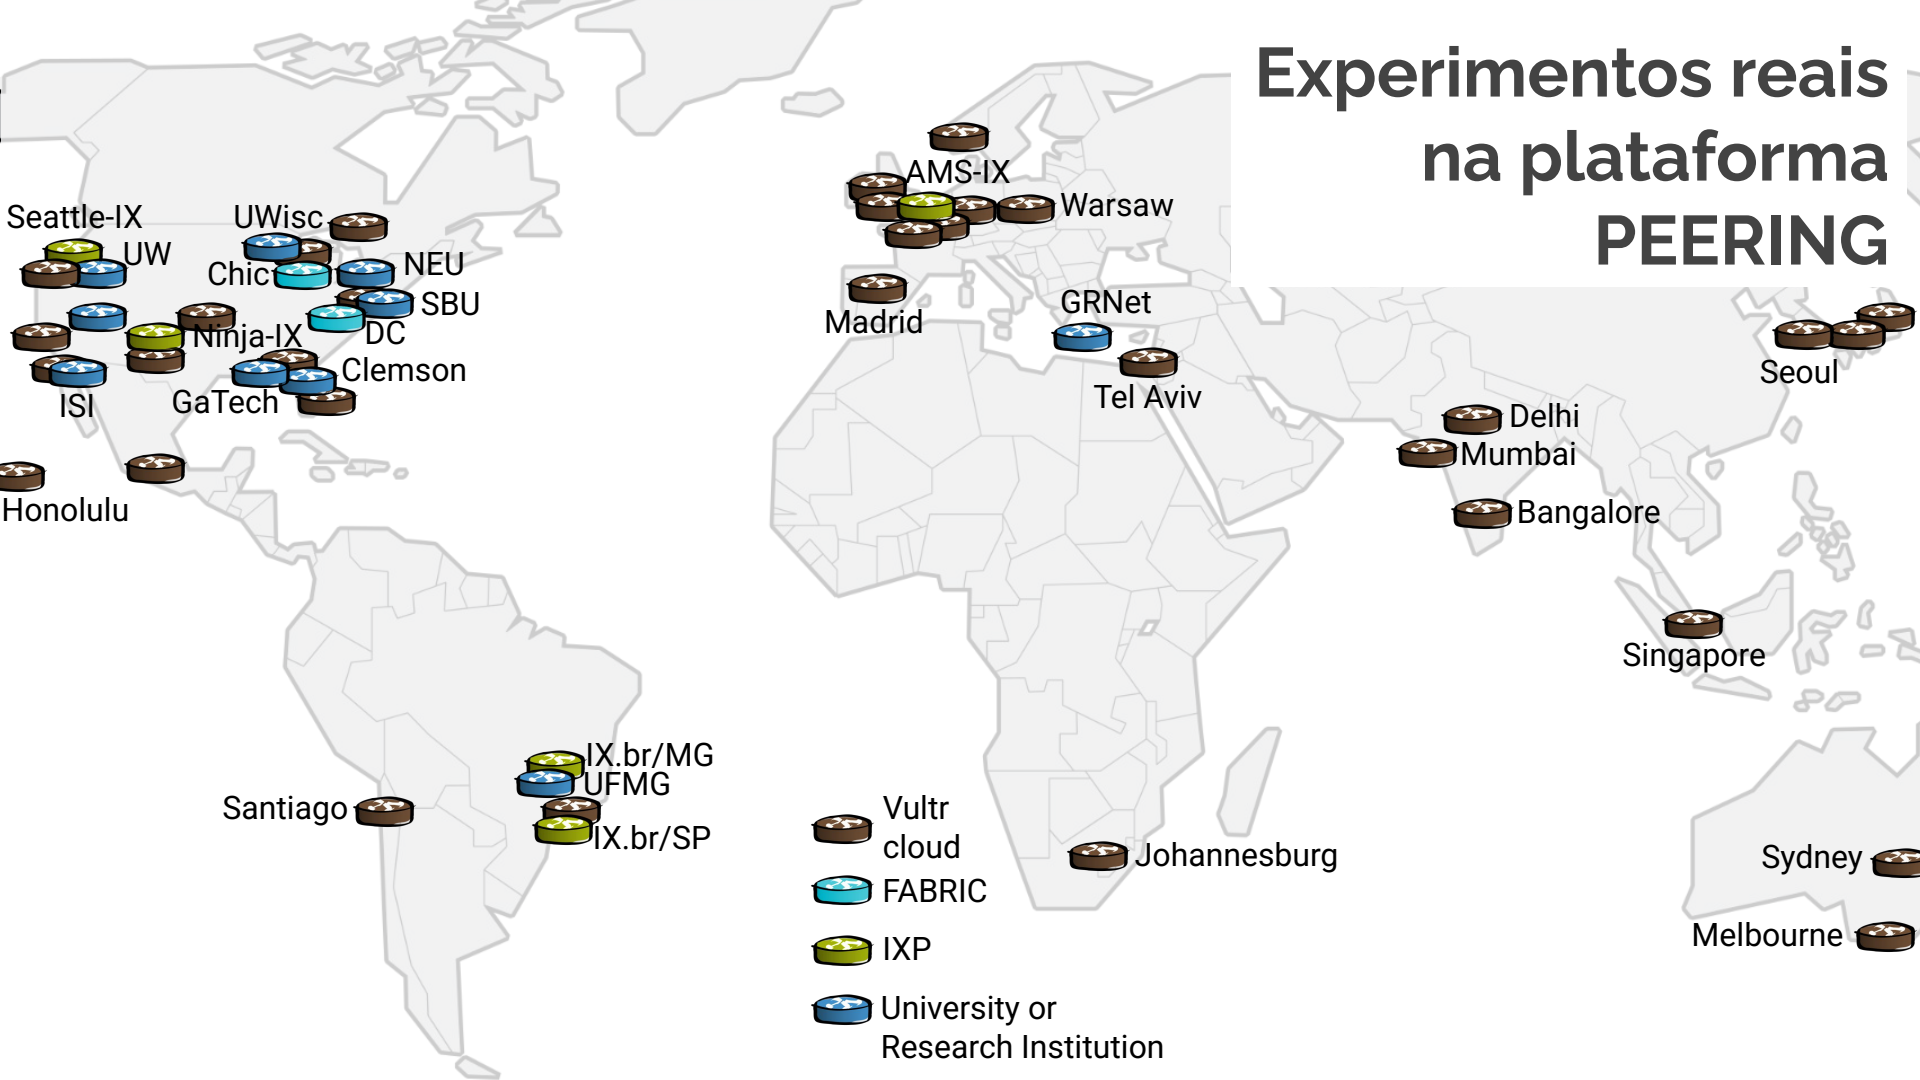 Experimentos reais
na plataforma
PEERING
AMS-IX
Seattle-IX
UWisc
Warsaw
UW
Chic
NEU
SBU
GRNet
Madrid
Ninja-IX
DC
Clemson
Seoul
ISI
GaTech
Tel Aviv
Delhi
Mumbai
Honolulu
Bangalore
Singapore
IX.br/MG
UFMG
Santiago
IX.br/SP
Vultr
cloud
Johannesburg
Sydney
FABRIC
Melbourne
IXP
University or
Research Institution